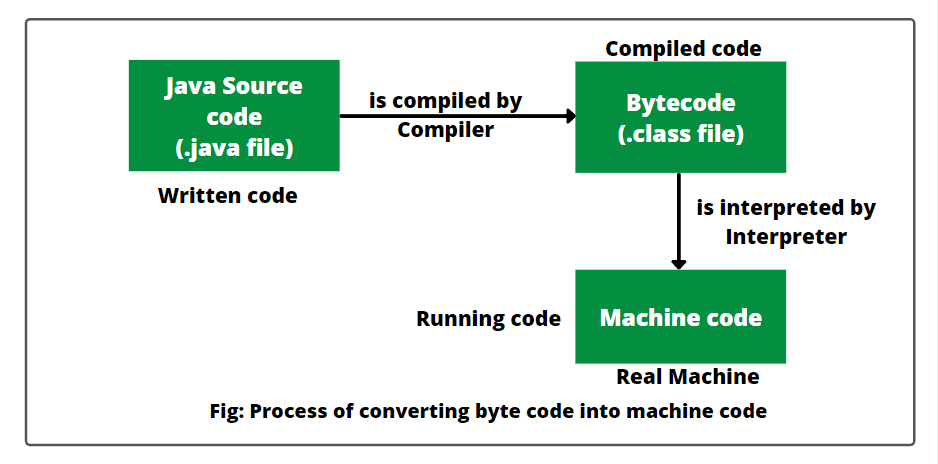 Java Source
code
(.java file)
Written code
is compiled by
Compiler
Compiled code
Bytecode
(.class file)
is interpreted by
Interpreter
Running code
Machine code
Real Machine
Fig: Process of converting byte code into machine code